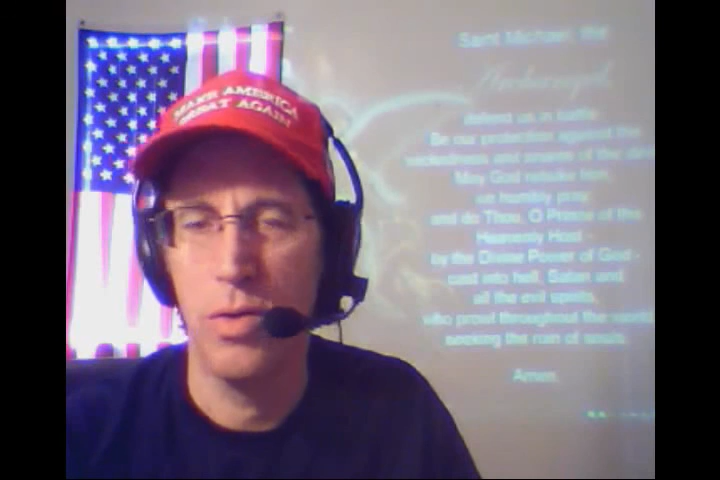 MAKE AMERICA
GREAT AGAIN
Saint Michael the
Archangel,
defend us in battle.
Be our protection against the
wickedness and snares of the devil.
May God rebuke him,
we humbly pray
and do Thou, O Prince of the
Heavenly Host -
by the Divine Power of God -
cast into hell, Satan and
all the evil spirits,
who prowl throughout the world
seeking the ruin of souls.
Amen.